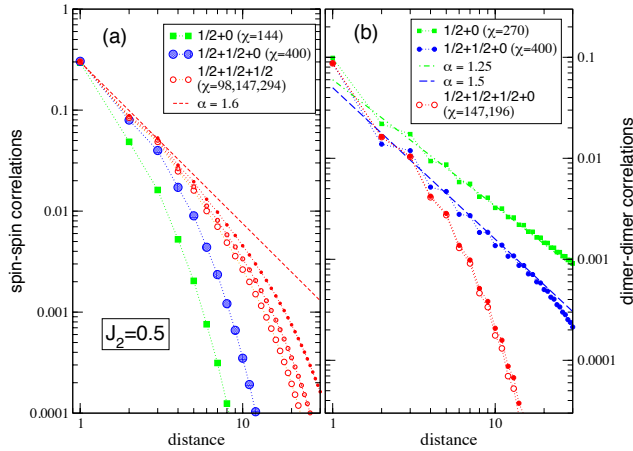 (a)
1/2+0 (χ=144)
1/2+1/2+0 (χ=400)
1/2+1/2+1/2
(χ=98,147,294)
α = 1.6
J₂=0.5
spin-spin correlations
1
0.1
0.01
0.001
0.0001
1
10
distance
(b)
1/2+0 (χ=270)
1/2+1/2+0 (χ=400)
α = 1.25
α = 1.5
1/2+1/2+1/2+0
(χ=147,196)
0.1
0.01
0.001
0.0001
dimer-dimer correlations
1
10
distance